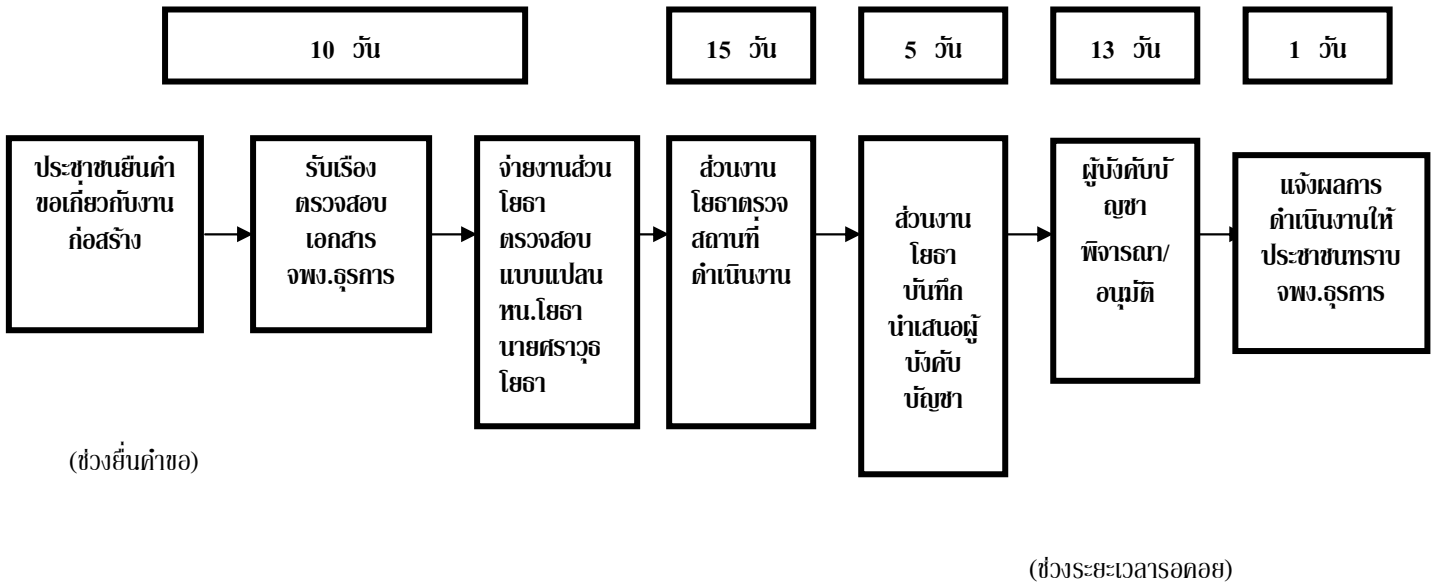 10 วัน
15 วัน
5 วัน
13 วัน
1 วัน
ประชาชนยืนคำ
ขอเกี่ยวกับงาน
ก่อสร้าง
รับเรือง
ตรวจสอบ
เอกสาร
จพง.ธุรการ
จ่ายงานส่วน
โยธา
ตรวจสอบ
แบบแปลน
หน.โยธา
นายศราวุธ
โยธา
ส่วนงาน
โยธาตรวจ
สถานที่
ดำเนินงาน
ส่วนงาน
โยธา
บันทึก
นำเสนอผู้
บังคับ
บัญชา
ผู้บังคับบั
ญชา
พิจารณา/
อนุมัติ
แจ้งผลการ
ดำเนินงานให้
ประชาชนทราบ
จพง.ธุรการ
(ช่วงยื่นคำขอ)
(ช่วงระยะเวลารอคอย)